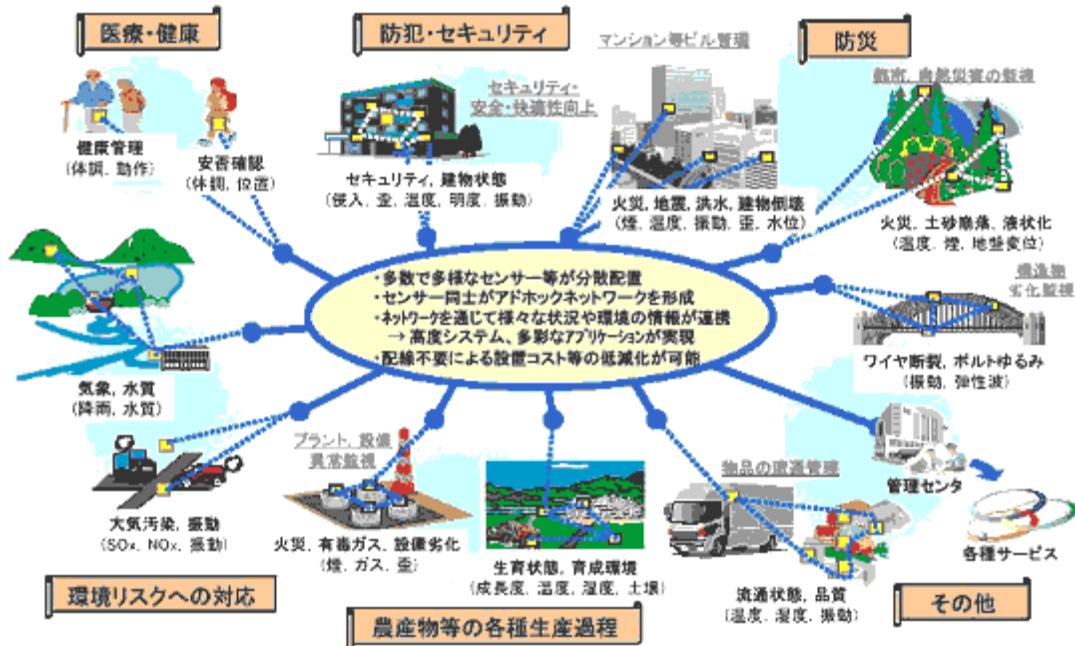 医療・健康
防犯・セキュリティ
マンション等ビル管理
防災
セキュリティ・
安全・快適性向上
都市、自然災害の監視
健康管理
(体調, 動作)
安否確認
(体調, 位置)
セキュリティ, 建物状態
(侵入, 歪, 温度, 明度, 振動)
火災, 地震, 洪水, 建物倒壊
(煙, 温度, 振動, 歪, 水位)
火災, 土砂崩落, 液状化
(温度, 煙, 地盤変位)
・多数で多様なセンサー等が分散配置
・センサー同士がアドホックネットワークを形成
・ネットワークを通じて様々な状況や環境の情報が連携
→ 高度システム、多彩なアプリケーションが実現
・配線不要による設置コスト等の低減化が可能
構造物
劣化監視
ワイヤ断裂, ボルトゆるみ
(振動, 弾性波)
気象, 水質
(降雨, 水質)
プラント、設備
異常監視
物品の流通管理
管理センタ
大気汚染, 振動
(SOx, NOx, 振動)
火災, 有毒ガス, 設備劣化
(煙, ガス, 歪)
生育状態, 育成環境
(成長度, 温度, 湿度, 土壌)
流通状態, 品質
(温度, 湿度, 振動)
各種サービス
環境リスクへの対応
農産物等の各種生産過程
その他